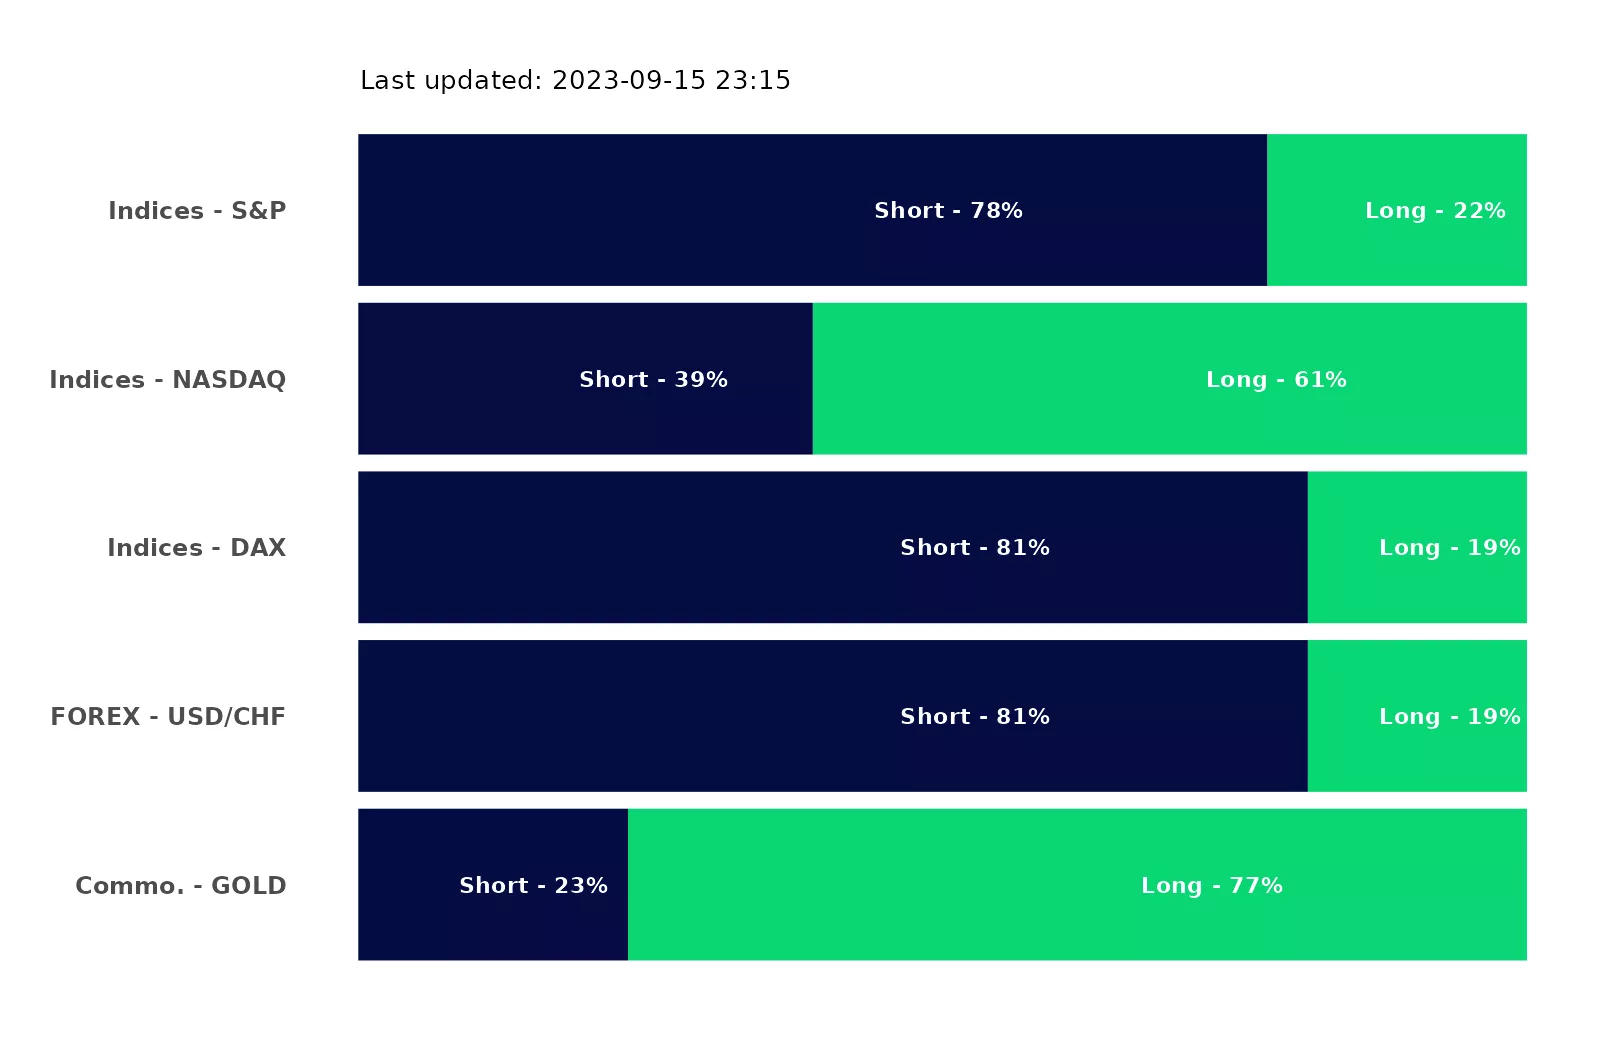 Last updated: 2023-09-15 23:15
Indices - S&P Short - 78% Long - 22%
Indices - NASDAQ Short - 39% Long - 61%
Indices - DAX Short - 81% Long - 19%
FOREX - USD/CHF Short - 81% Long - 19%
Commo. - GOLD Short - 23% Long - 77%